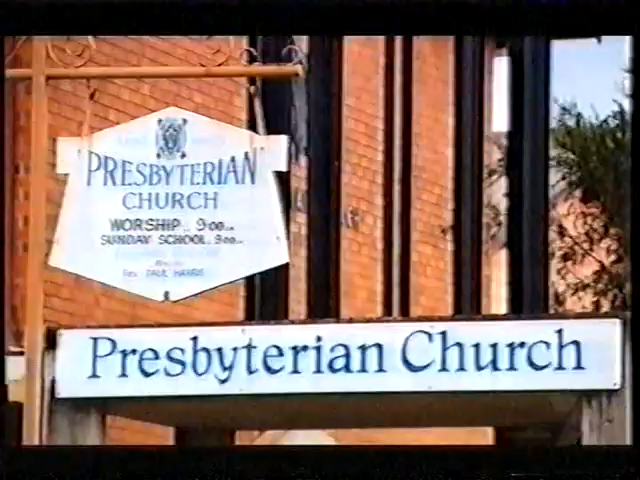 PRESBYTERIAN
CHURCH
WORSHIP .. 9·00 A.M.
SUNDAY SCHOOL . 9·00 A.M.
Rev. PAUL HARRIS
Presbyterian Church